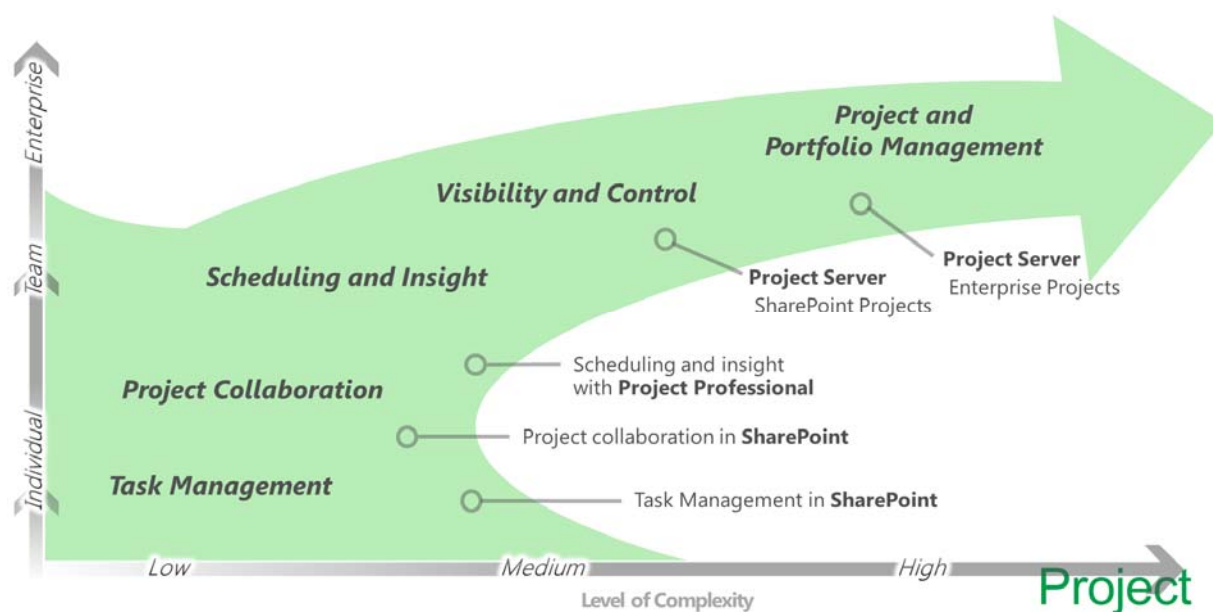 Enterprise
Team
Individual
Project and
Portfolio Management
Visibility and Control
Scheduling and Insight
Project Collaboration
Task Management
Project Server
Enterprise Projects
Project Server
SharePoint Projects
Scheduling and insight
with Project Professional
Project collaboration in SharePoint
Task Management in SharePoint
Low
Medium
High
Level of Complexity
Project